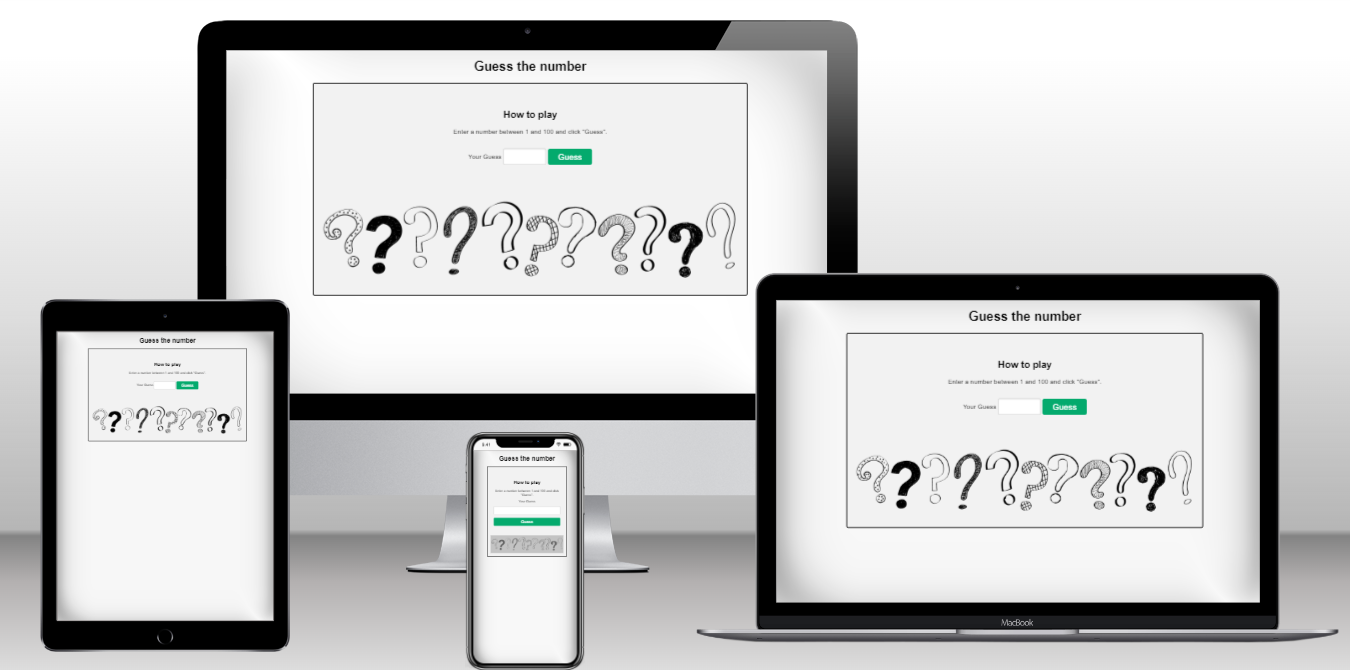 Guess the number
How to play
Enter a number between 1 and 100 and click "Guess".
Your Guess
Guess
Guess the number
How to play
Enter a number between 1 and 100 and click "Guess".
Your Guess
Guess
Guess the number
How to play
Enter a number between 1 and 100 and click "Guess".
Your Guess
Guess
MacBook
9:41
Guess the number
How to play
Enter a number between 1 and 100 and click
"Guess".
Your Guess
Guess